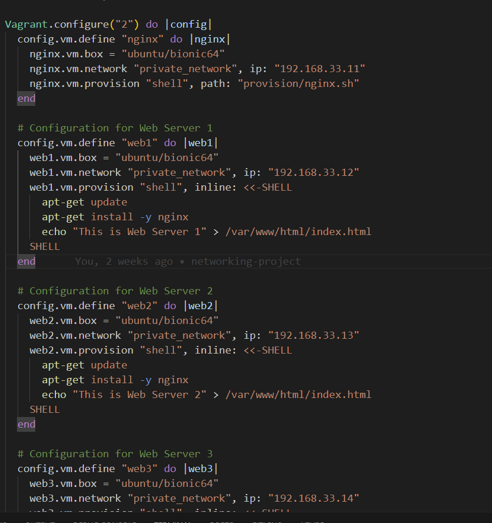 Vagrant.configure("2") do |config|
config.vm.define "nginx" do |nginx|
nginx.vm.box = "ubuntu/bionic64"
nginx.vm.network "private_network", ip: "192.168.33.11"
nginx.vm.provision "shell", path: "provision/nginx.sh"
end
# Configuration for Web Server 1
config.vm.define "web1" do |web1|
web1.vm.box = "ubuntu/bionic64"
web1.vm.network "private_network", ip: "192.168.33.12"
web1.vm.provision "shell", inline: <<-SHELL
apt-get update
apt-get install -y nginx
echo "This is Web Server 1" > /var/www/html/index.html
SHELL
end You, 2 weeks ago • networking-project
# Configuration for Web Server 2
config.vm.define "web2" do |web2|
web2.vm.box = "ubuntu/bionic64"
web2.vm.network "private_network", ip: "192.168.33.13"
web2.vm.provision "shell", inline: <<-SHELL
apt-get update
apt-get install -y nginx
echo "This is Web Server 2" > /var/www/html/index.html
SHELL
end
# Configuration for Web Server 3
config.vm.define "web3" do |web3|
web3.vm.box = "ubuntu/bionic64"
web3.vm.network "private_network", ip: "192.168.33.14"
web3.vm.provision "shell", inline: <<-SHELL